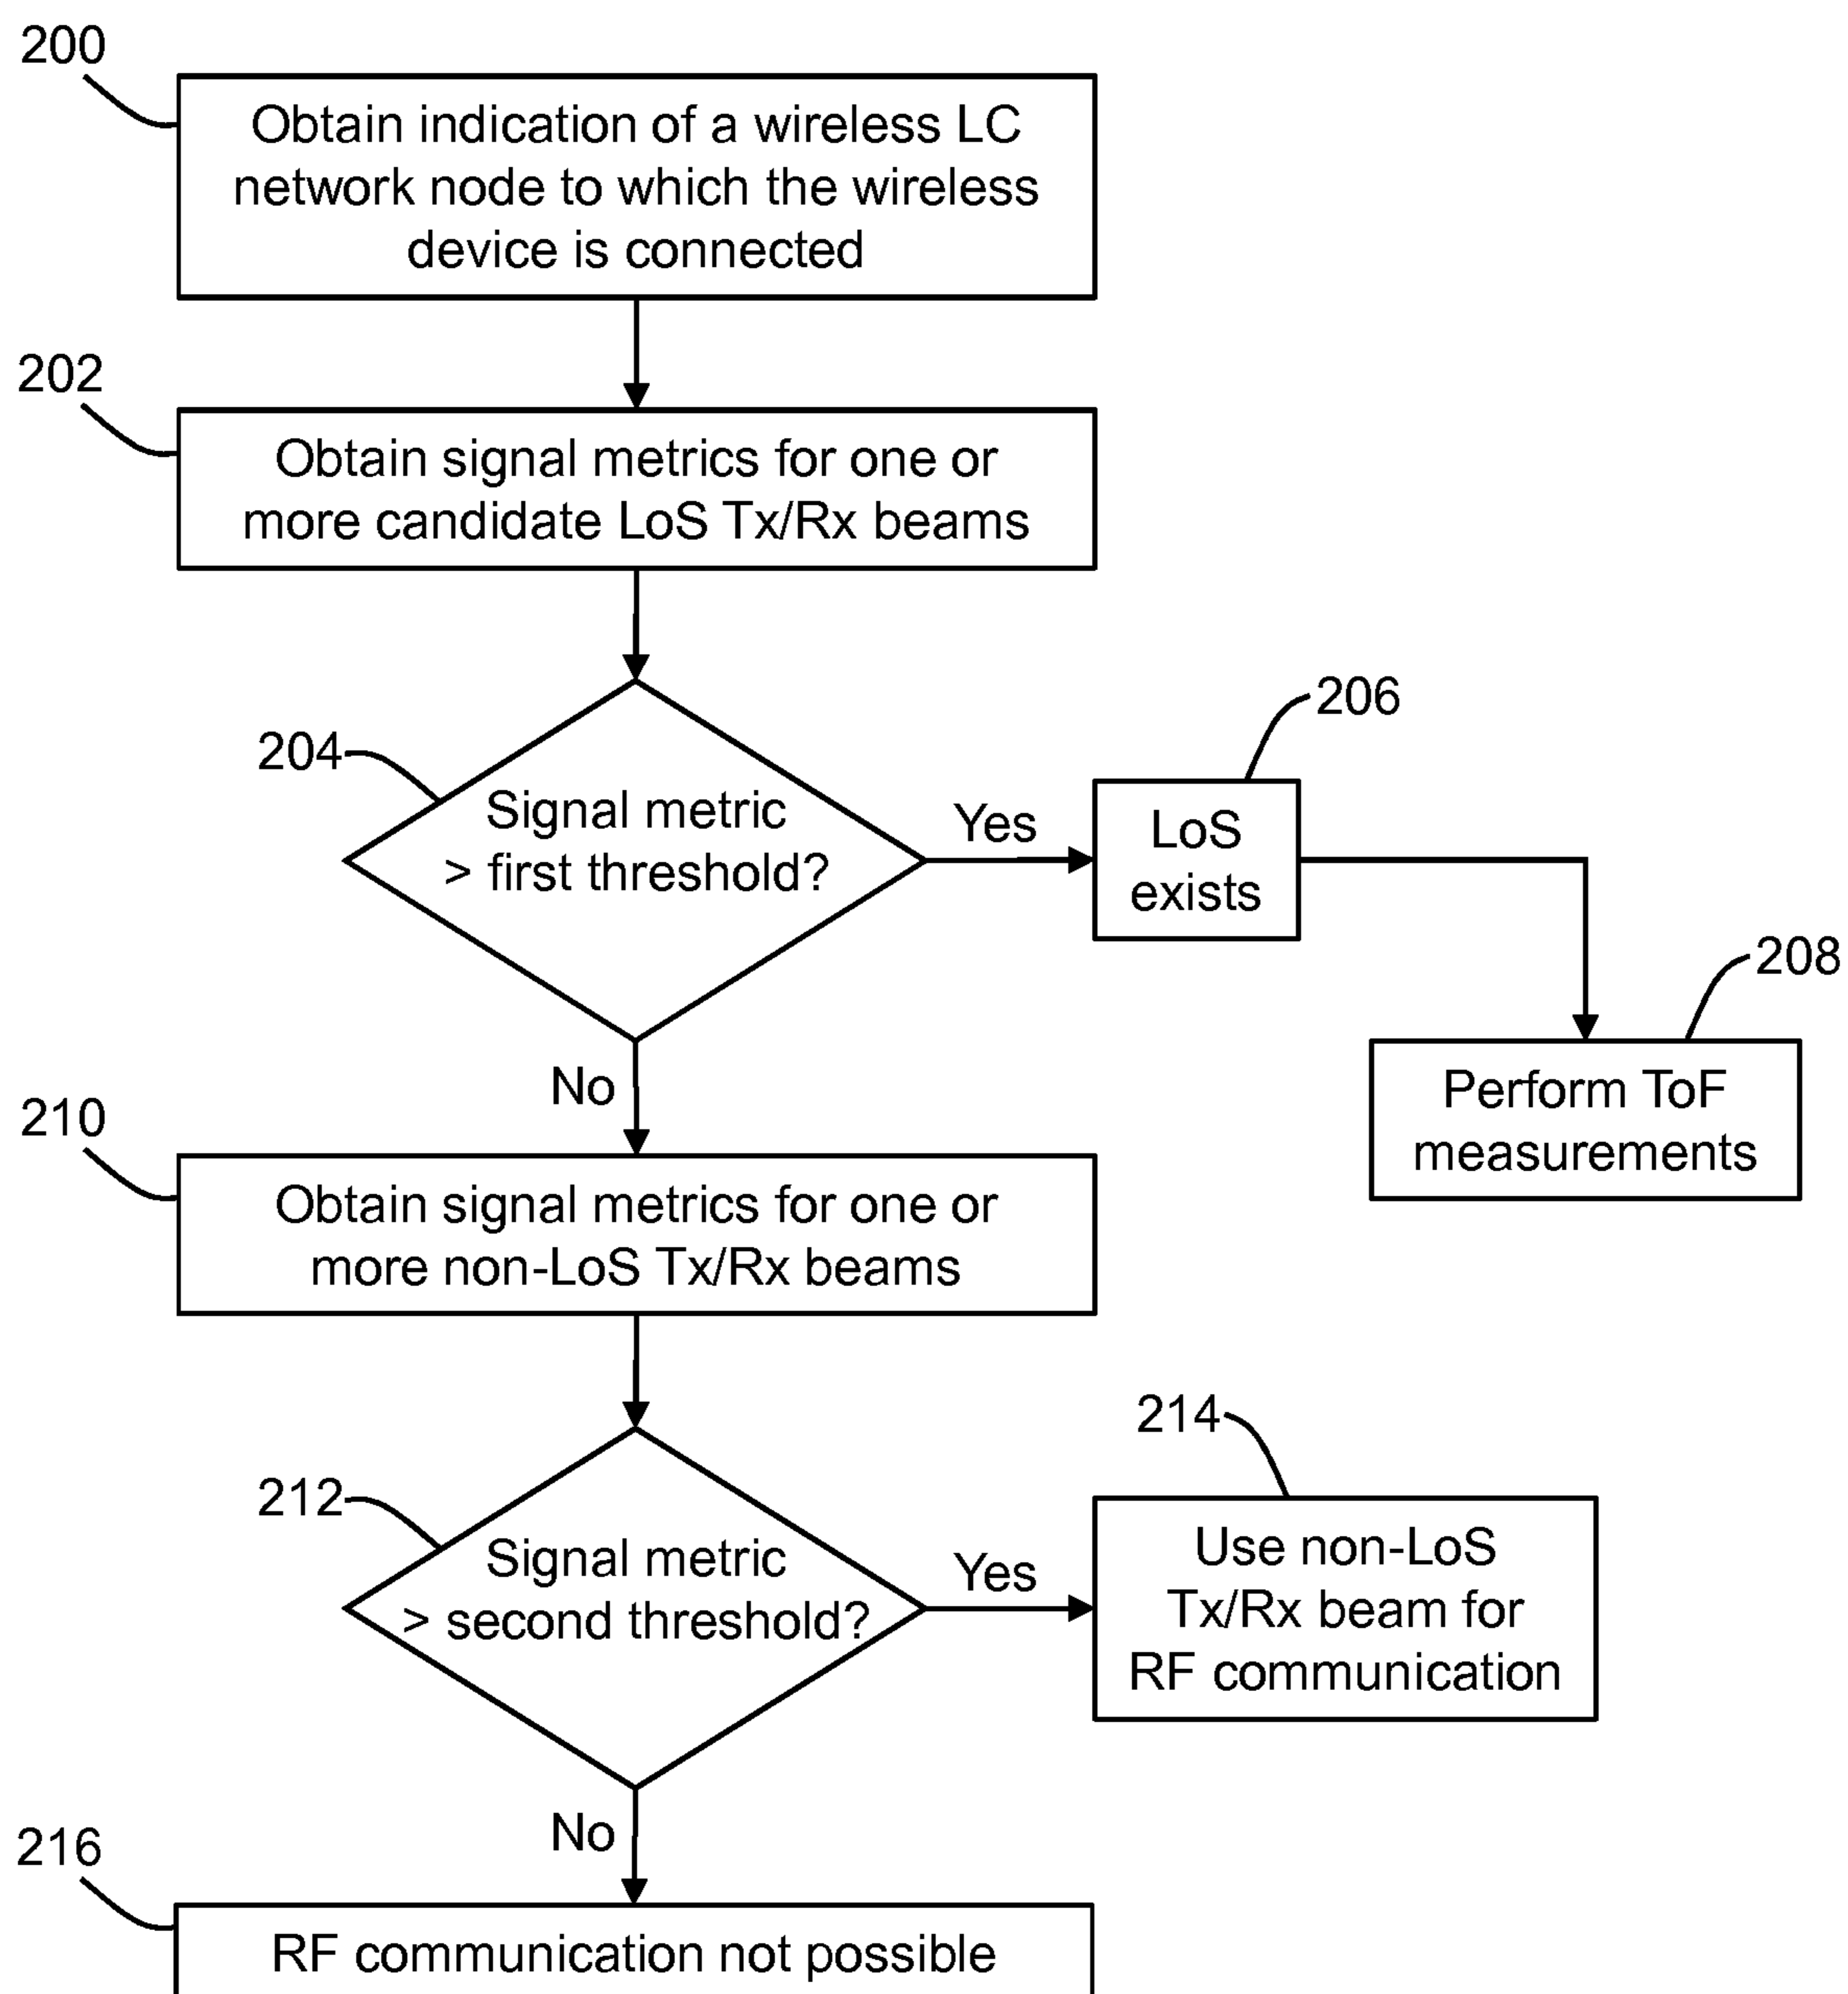 200
Obtain indication of a wireless LC
network node to which the wireless
device is connected
202
Obtain signal metrics for one or
more candidate LoS Tx/Rx beams
204
Signal metric
> first threshold?
Yes
206
LoS
exists
208
Perform ToF
measurements
No
210
Obtain signal metrics for one or
more non-LoS Tx/Rx beams
212
Signal metric
> second threshold?
Yes
214
Use non-LoS
Tx/Rx beam for
RF communication
No
216
RF communication not possible